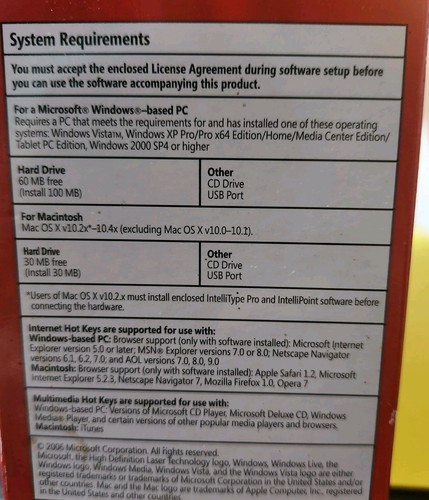 System Requirements
You must accept the enclosed License Agreement during software setup before
you can use the software accompanying this product.
For a Microsoft® Windows®–based PC
Requires a PC that meets the requirements for and has installed one of these operating
systems: Windows Vista™, Windows XP Pro/Pro x64 Edition/Home/Media Center Edition/
Tablet PC Edition, Windows 2000 SP4 or higher
Hard Drive
60 MB free
(Install 100 MB)
Other
CD Drive
USB Port
For Macintosh
Mac OS X v10.2x*–10.4x (excluding Mac OS X v10.0–10.1).
Hard Drive
30 MB free
(Install 30 MB)
Other
CD Drive
USB Port
*Users of Mac OS X v10.2.x must install enclosed IntelliType Pro and IntelliPoint software before
connecting the hardware.
Internet Hot Keys are supported for use with:
Windows-based PC: Browser support (only with software installed): Microsoft Internet
Explorer version 5.0 or later; MSN® Explorer versions 7.0 or 8.0; Netscape Navigator
versions 6.1, 6.2, 7.0; and AOL versions 7.0, 8.0, 9.0
Macintosh: Browser support (only with software installed): Apple Safari 1.2, Microsoft
Internet Explorer 5.2.3, Netscape Navigator 7, Mozilla Firefox 1.0, Opera 7
Multimedia Hot Keys are supported for use with:
Windows-based PC: Versions of Microsoft CD Player, Microsoft Deluxe CD, Windows
Media® Player, and certain versions of other popular media players and browsers.
Macintosh: iTunes
© 2006 Microsoft Corporation. All rights reserved.
Microsoft, the High Definition Laser Technology logo, Windows, Windows Live, the
Windows logo, Windows Media, Windows Vista, and the Windows Vista logo are either
registered trademarks or trademarks of Microsoft Corporation in the United States and/or
other countries. Mac and the Mac logo are trademarks of Apple Computer, Inc., registered
in the United States and other countries.